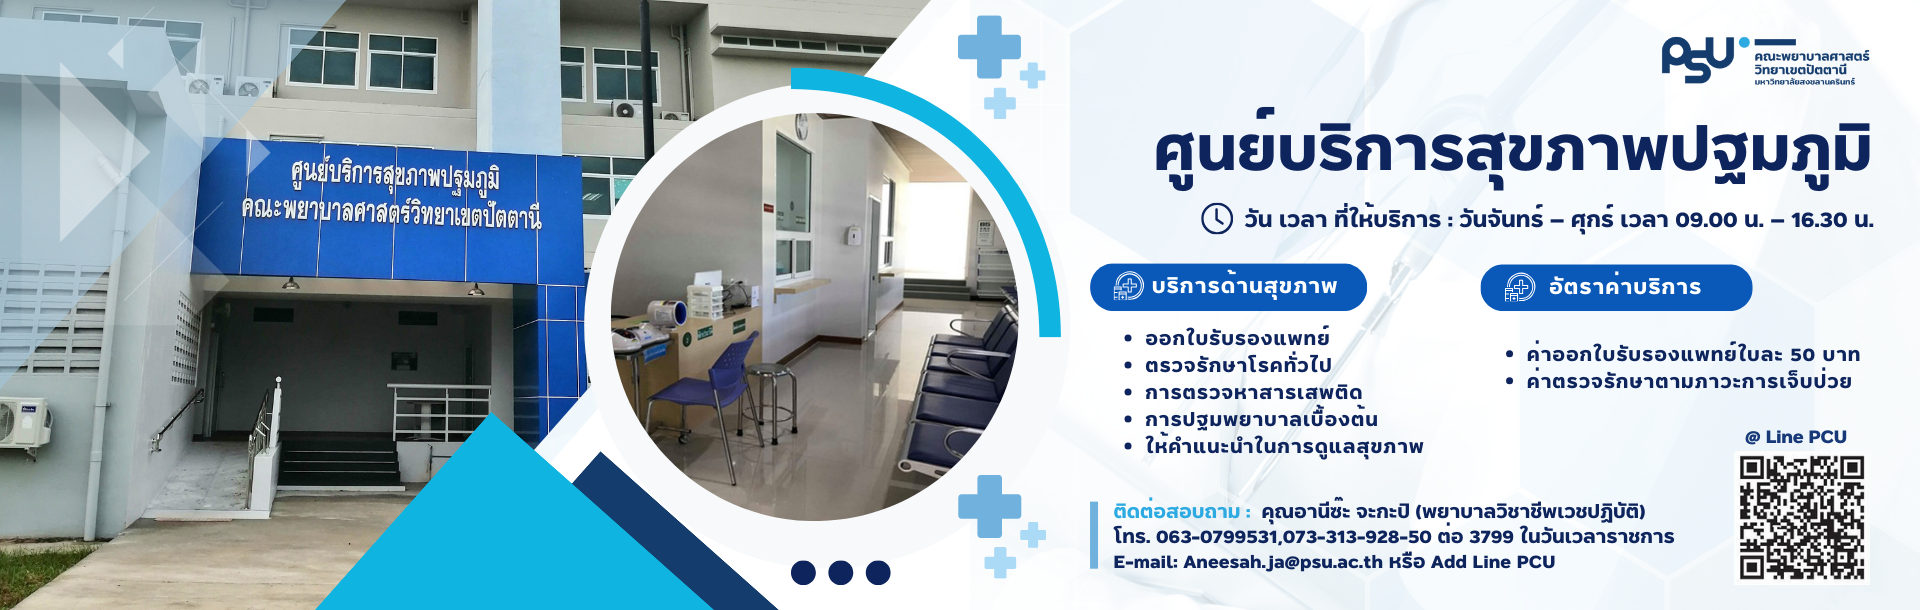 ศูนย์บริการสุขภาพปฐมภูมิ
คณะพยาบาลศาสตร์วิทยาเขตปัตตานี
PSU
คณะพยาบาลศาสตร์
วิทยาเขตปัตตานี
มหาวิทยาลัยสงขลานครินทร์
ศูนย์บริการสุขภาพปฐมภูมิ
วัน เวลา ที่ให้บริการ : วันจันทร์ – ศุกร์ เวลา 09.00 น. – 16.30 น.
บริการด้านสุขภาพ
• ออกใบรับรองแพทย์
• ตรวจรักษาโรคทั่วไป
• การตรวจหาสารเสพติด
• การปฐมพยาบาลเบื้องต้น
• ให้คำแนะนำในการดูแลสุขภาพ
อัตราค่าบริการ
• ค่าออกใบรับรองแพทย์ใบละ 50 บาท
• ค่าตรวจรักษาตามภาวะการเจ็บป่วย
@ Line PCU
ติดต่อสอบถาม : คุณอานีซ๊ะ จะกะปิ (พยาบาลวิชาชีพเวชปฏิบัติ)
โทร. 063-0799531,073-313-928-50 ต่อ 3799 ในวันเวลาราชการ
E-mail: Aneesah.ja@psu.ac.th หรือ Add Line PCU